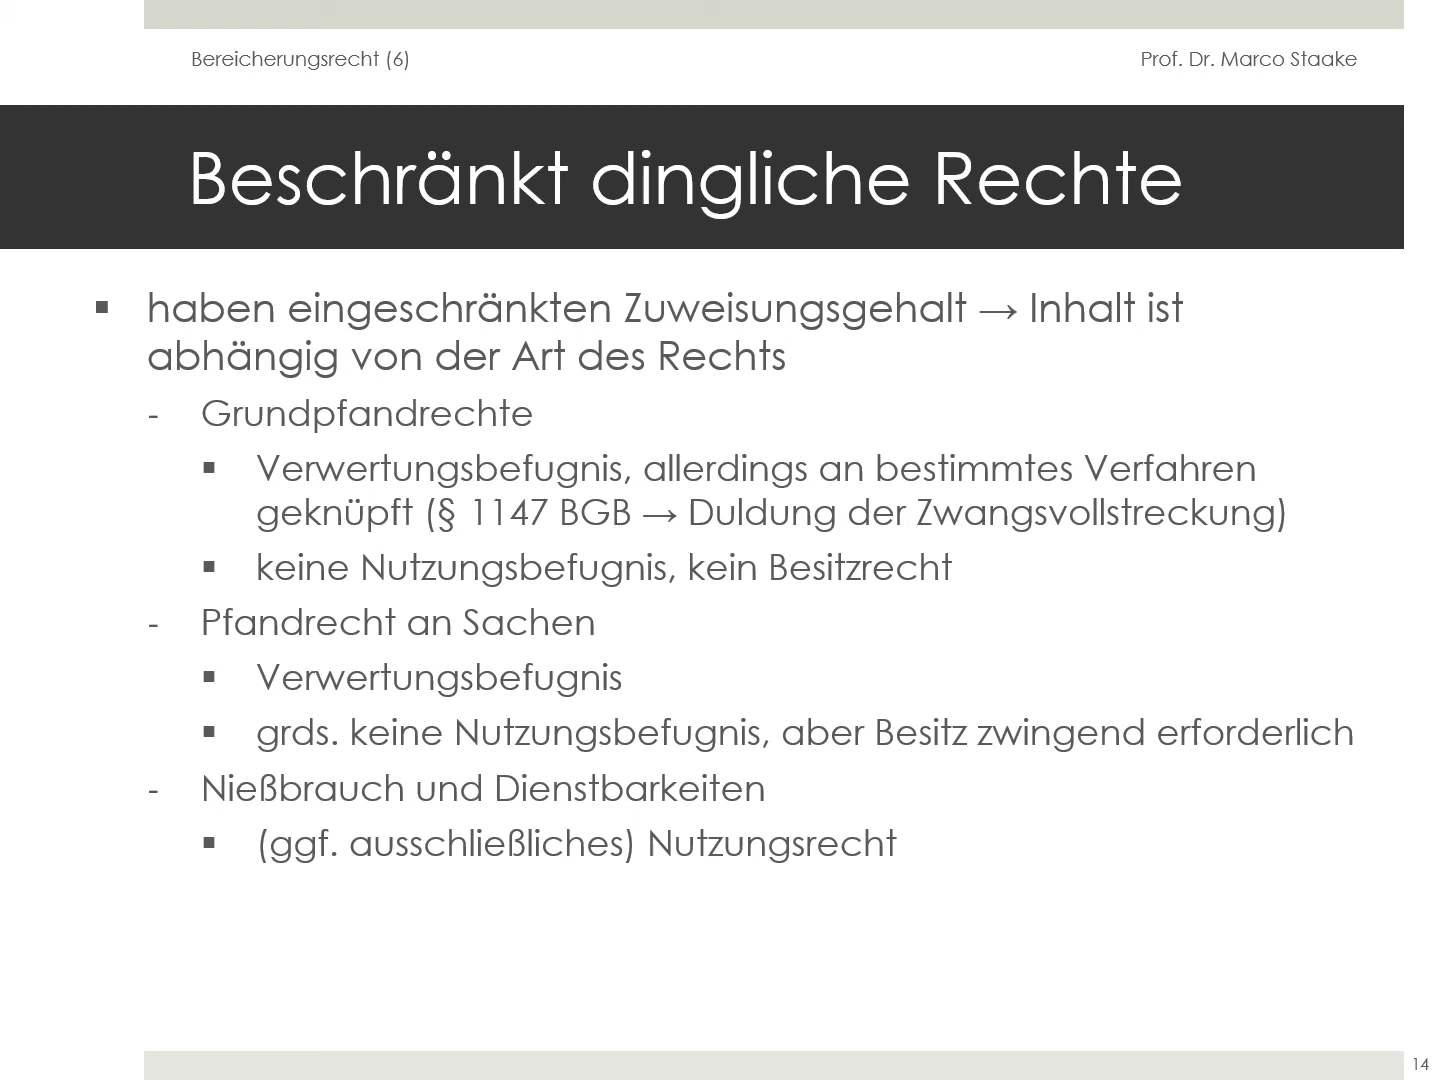 Bereicherungsrecht (6)
Prof. Dr. Marco Staake
Beschränkt dingliche Rechte
▪ haben eingeschränkten Zuweisungsgehalt → Inhalt ist
abhängig von der Art des Rechts
- Grundpfandrechte
▪ Verwertungsbefugnis, allerdings an bestimmtes Verfahren
geknüpft (§ 1147 BGB → Duldung der Zwangsvollstreckung)
▪ keine Nutzungsbefugnis, kein Besitzrecht
- Pfandrecht an Sachen
▪ Verwertungsbefugnis
▪ grds. keine Nutzungsbefugnis, aber Besitz zwingend erforderlich
- Nießbrauch und Dienstbarkeiten
▪ (ggf. ausschließliches) Nutzungsrecht
14